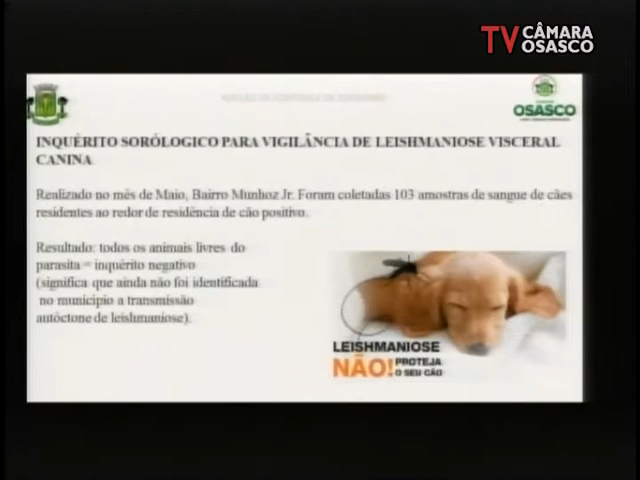 TV CÂMARA
OSASCO
OSASCO
INQUÉRITO SORÓLOGICO PARA VIGILÂNCIA DE LEISHMANIOSE VISCERAL
CANINA
Realizado no mês de Maio, Bairro Munhoz Jr. Foram coletadas 103 amostras de sangue de cães
residentes ao redor de residência de cão positivo.
Resultado: todos os animais livres do
parasita = inquérito negativo
(significa que ainda não foi identificada
no município a transmissão
autóctone de leishmaniose).
LEISHMANIOSE
NÃO! PROTEJA
O SEU CÃO